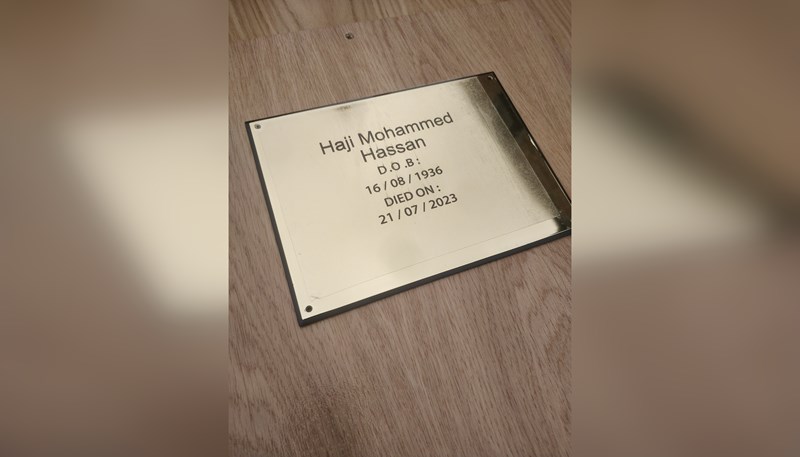 Haji Mohammed
Hassan
D.O .B :
16 / 08 / 1936
DIED ON :
21 / 07 / 2023